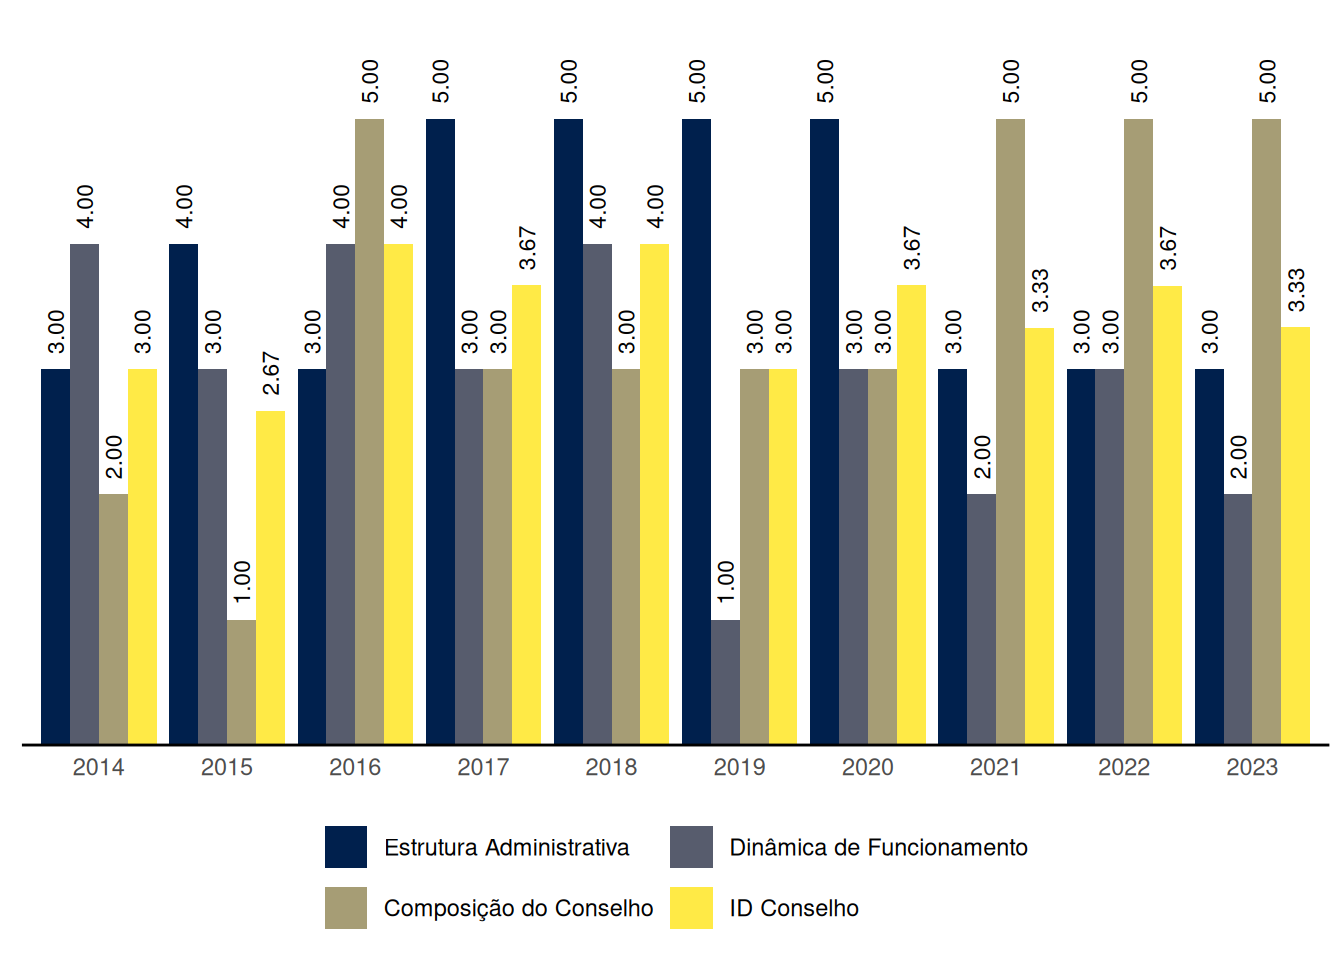 3.00 4.00 2.00 3.00
4.00 3.00 1.00 2.67
3.00 4.00 5.00 4.00
5.00 3.00 3.00 3.67
5.00 4.00 3.00 4.00
5.00 1.00 3.00 3.00
5.00 3.00 3.00 3.67
3.00 2.00 5.00 3.33
3.00 3.00 5.00 3.67
3.00 2.00 5.00 3.33
2014 2015 2016 2017 2018 2019 2020 2021 2022 2023
Estrutura Administrativa Dinâmica de Funcionamento
Composição do Conselho ID Conselho